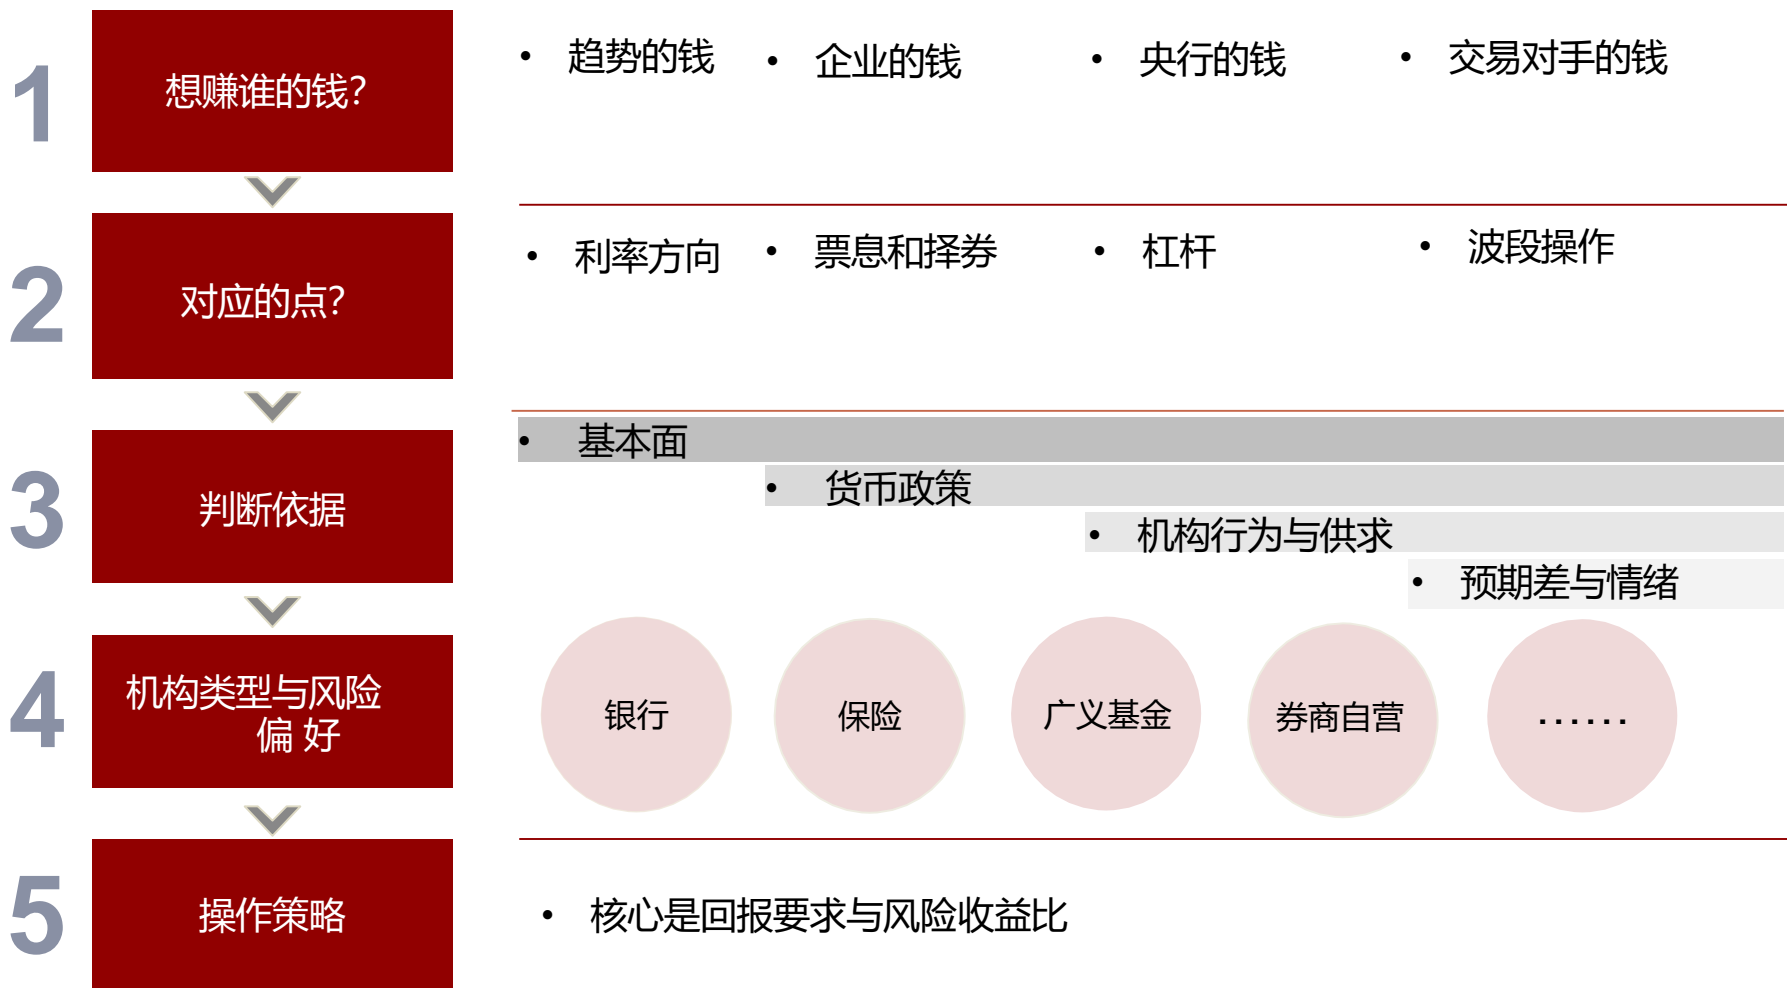 1
想赚谁的钱？
• 趋势的钱
• 企业的钱
• 央行的钱
• 交易对手的钱
2
对应的点？
• 利率方向
• 票息和择券
• 杠杆
• 波段操作
3
判断依据
• 基本面
• 货币政策
• 机构行为与供求
• 预期差与情绪
4
机构类型与风险
偏 好
银行
保险
广义基金
券商自营
······
5
操作策略
• 核心是回报要求与风险收益比